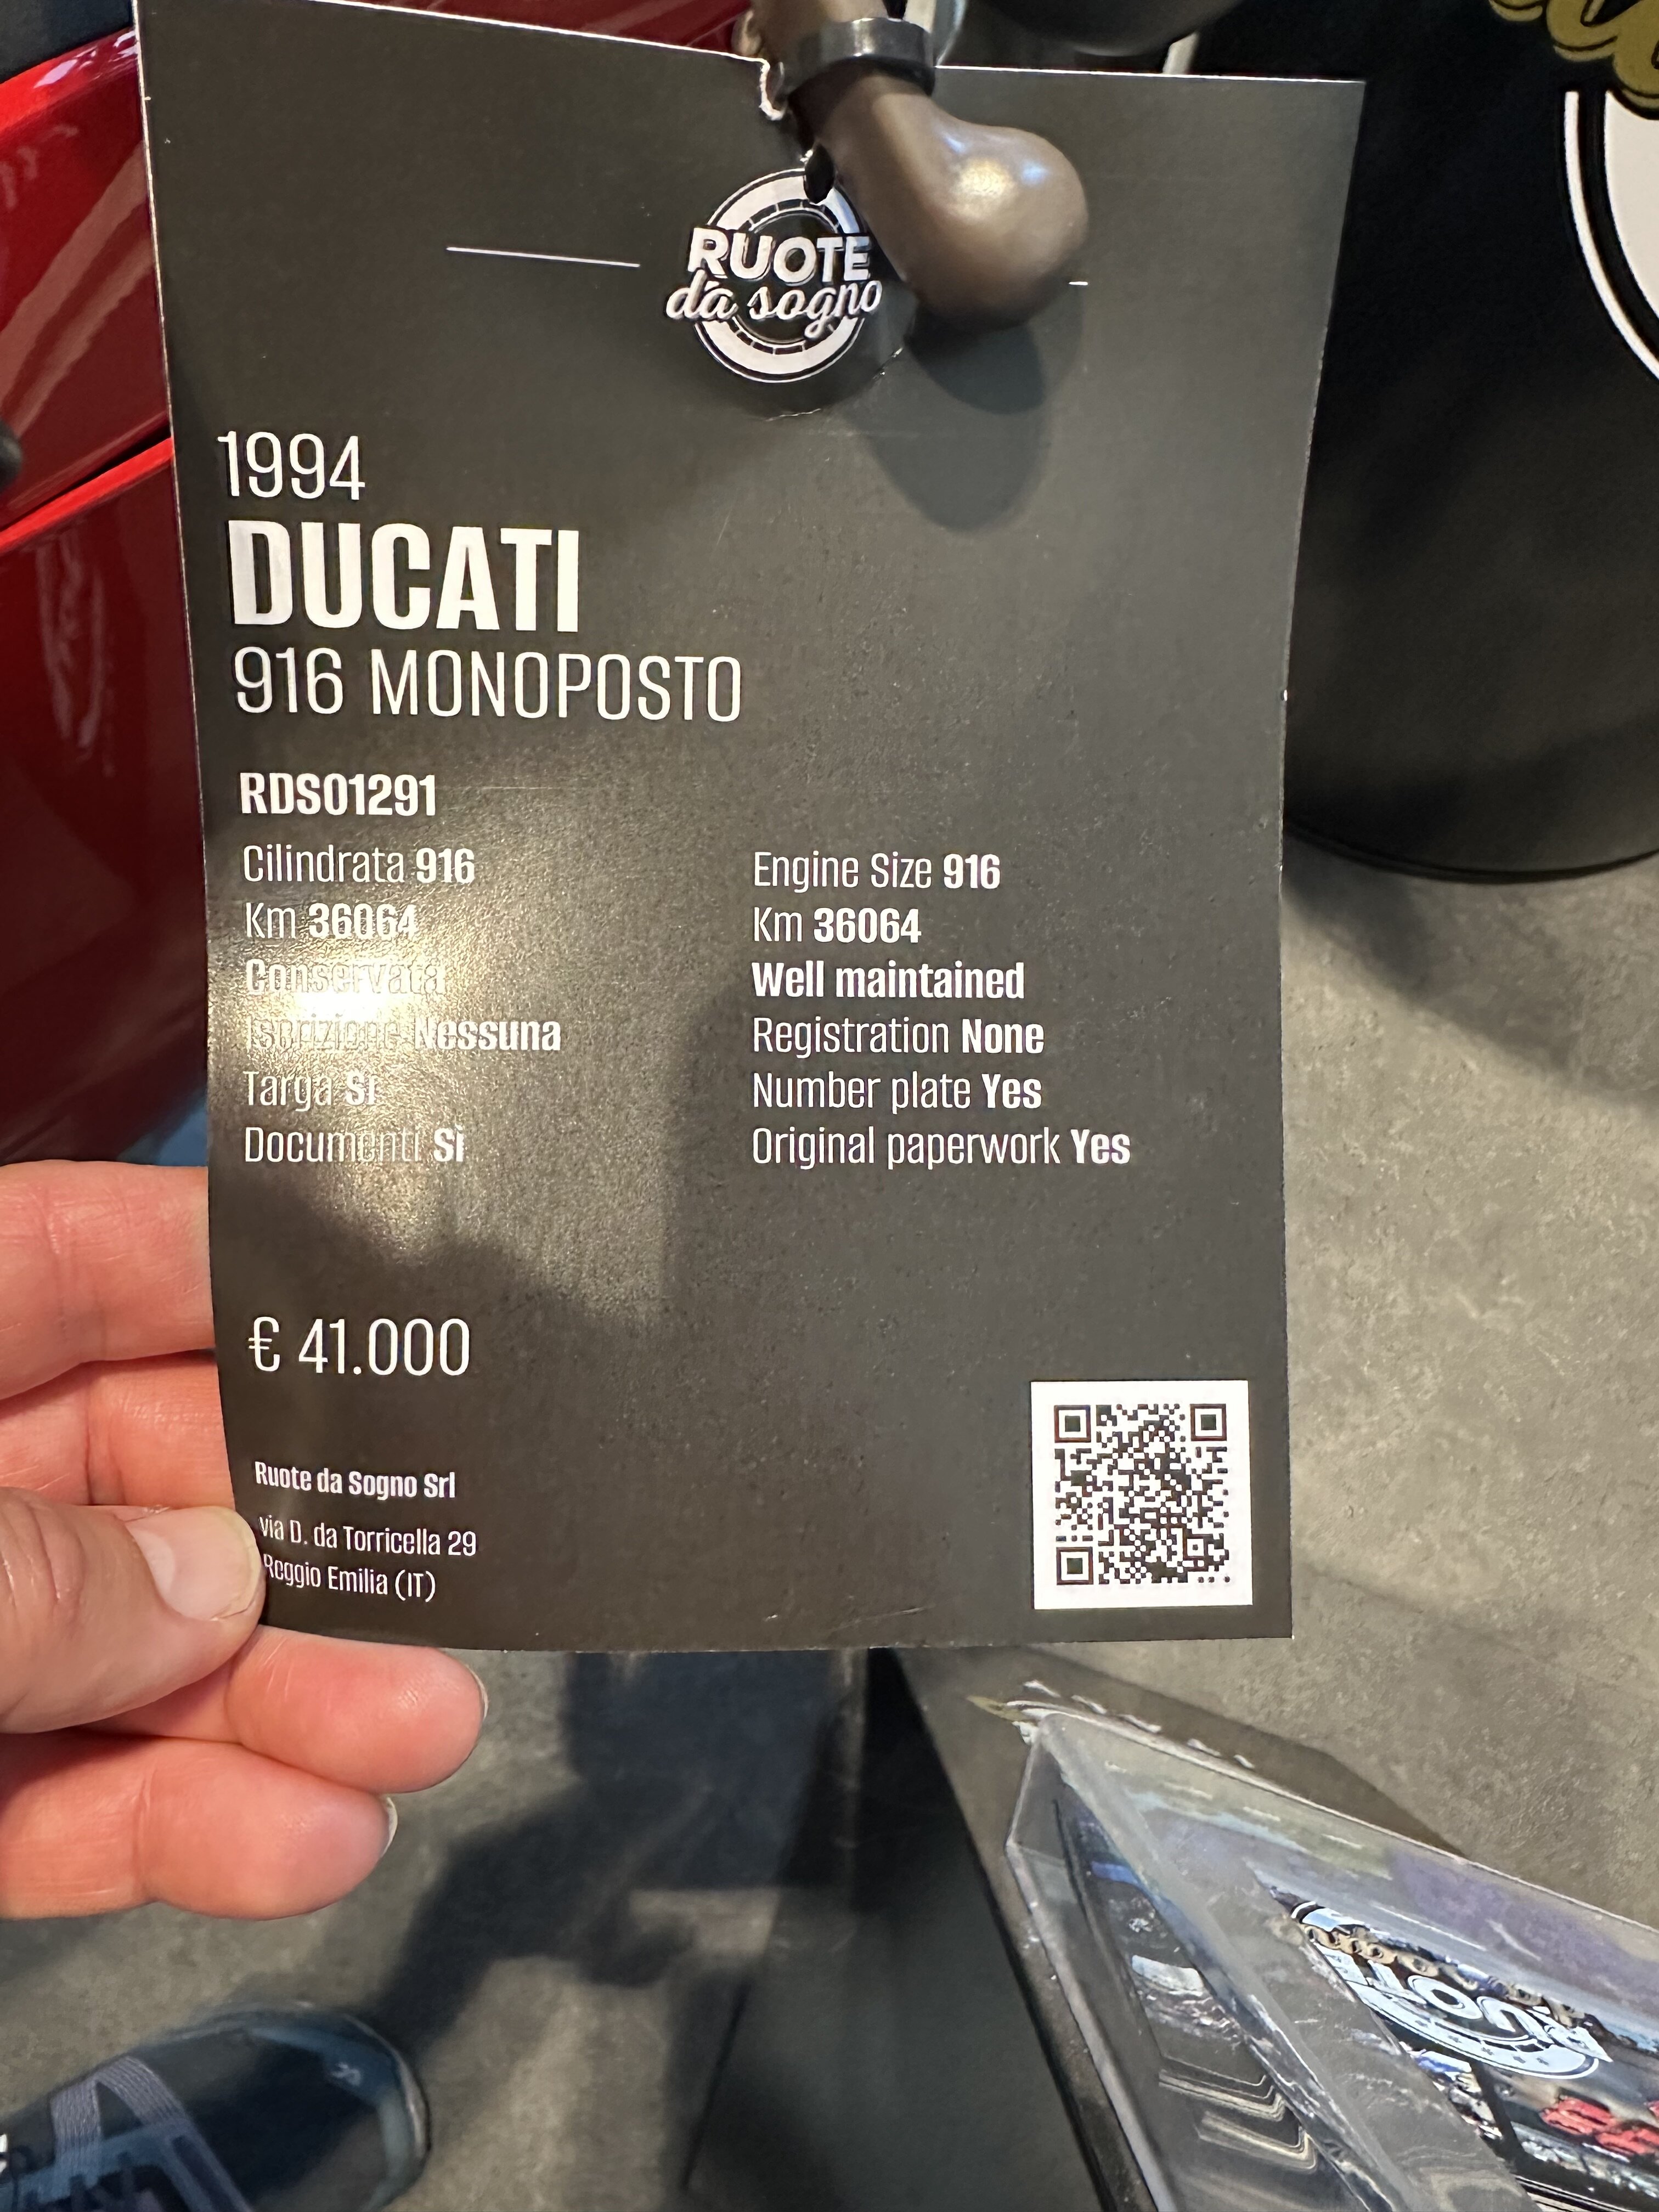 RUOTE
da sogno
1994
DUCATI
916 MONOPOSTO
RDS01291
Cilindrata 916
Km 36064
Conservata
Iscrizione Nessuna
Targa Sì
Documenti Sì
Engine Size 916
Km 36064
Well maintained
Registration None
Number plate Yes
Original paperwork Yes
€ 41.000
Ruote da Sogno Srl
via D. da Torricella 29
Reggio Emilia (IT)
RUOTE